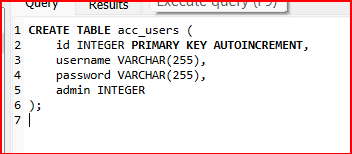 Query Results Execute query (F9)
1 CREATE TABLE acc_users (
2 id INTEGER PRIMARY KEY AUTOINCREMENT,
3 username VARCHAR(255),
4 password VARCHAR(255),
5 admin INTEGER
6 );
7